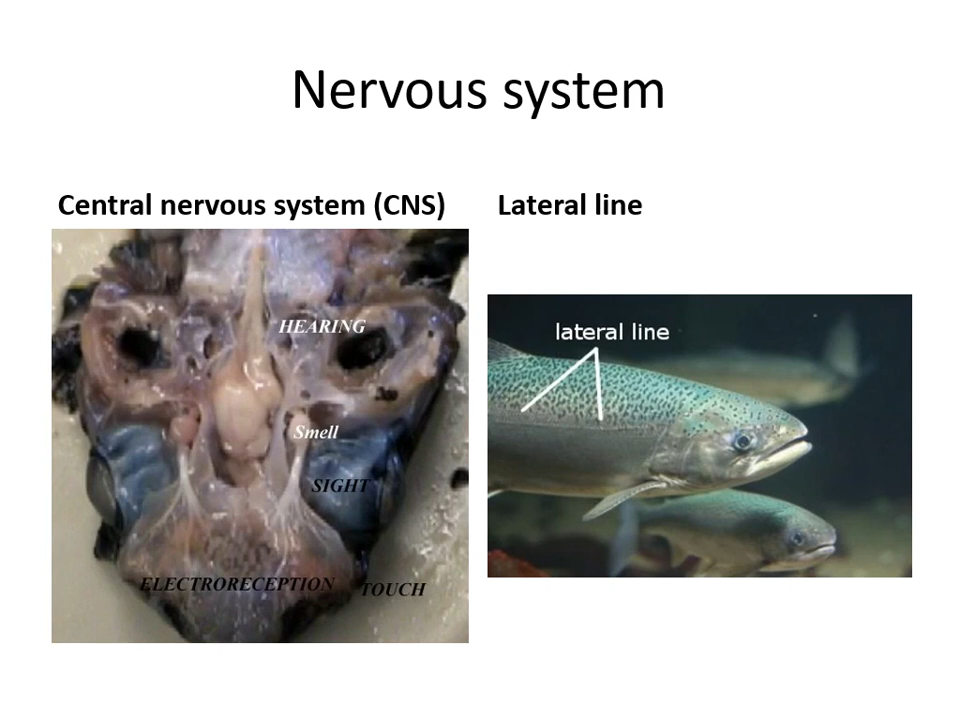 Nervous system
Central nervous system (CNS)
Lateral line
HEARING
Smell
SIGHT
ELECTRORECEPTION
TOUCH
lateral line